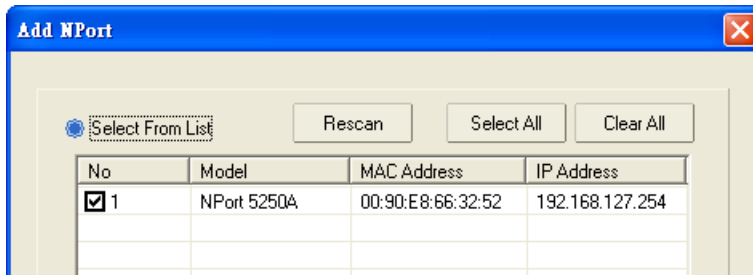 Add NPort
Select From List Rescan Select All Clear All
No Model MAC Address IP Address
1 NPort 5250A 00:90:E8:66:32:52 192.168.127.254